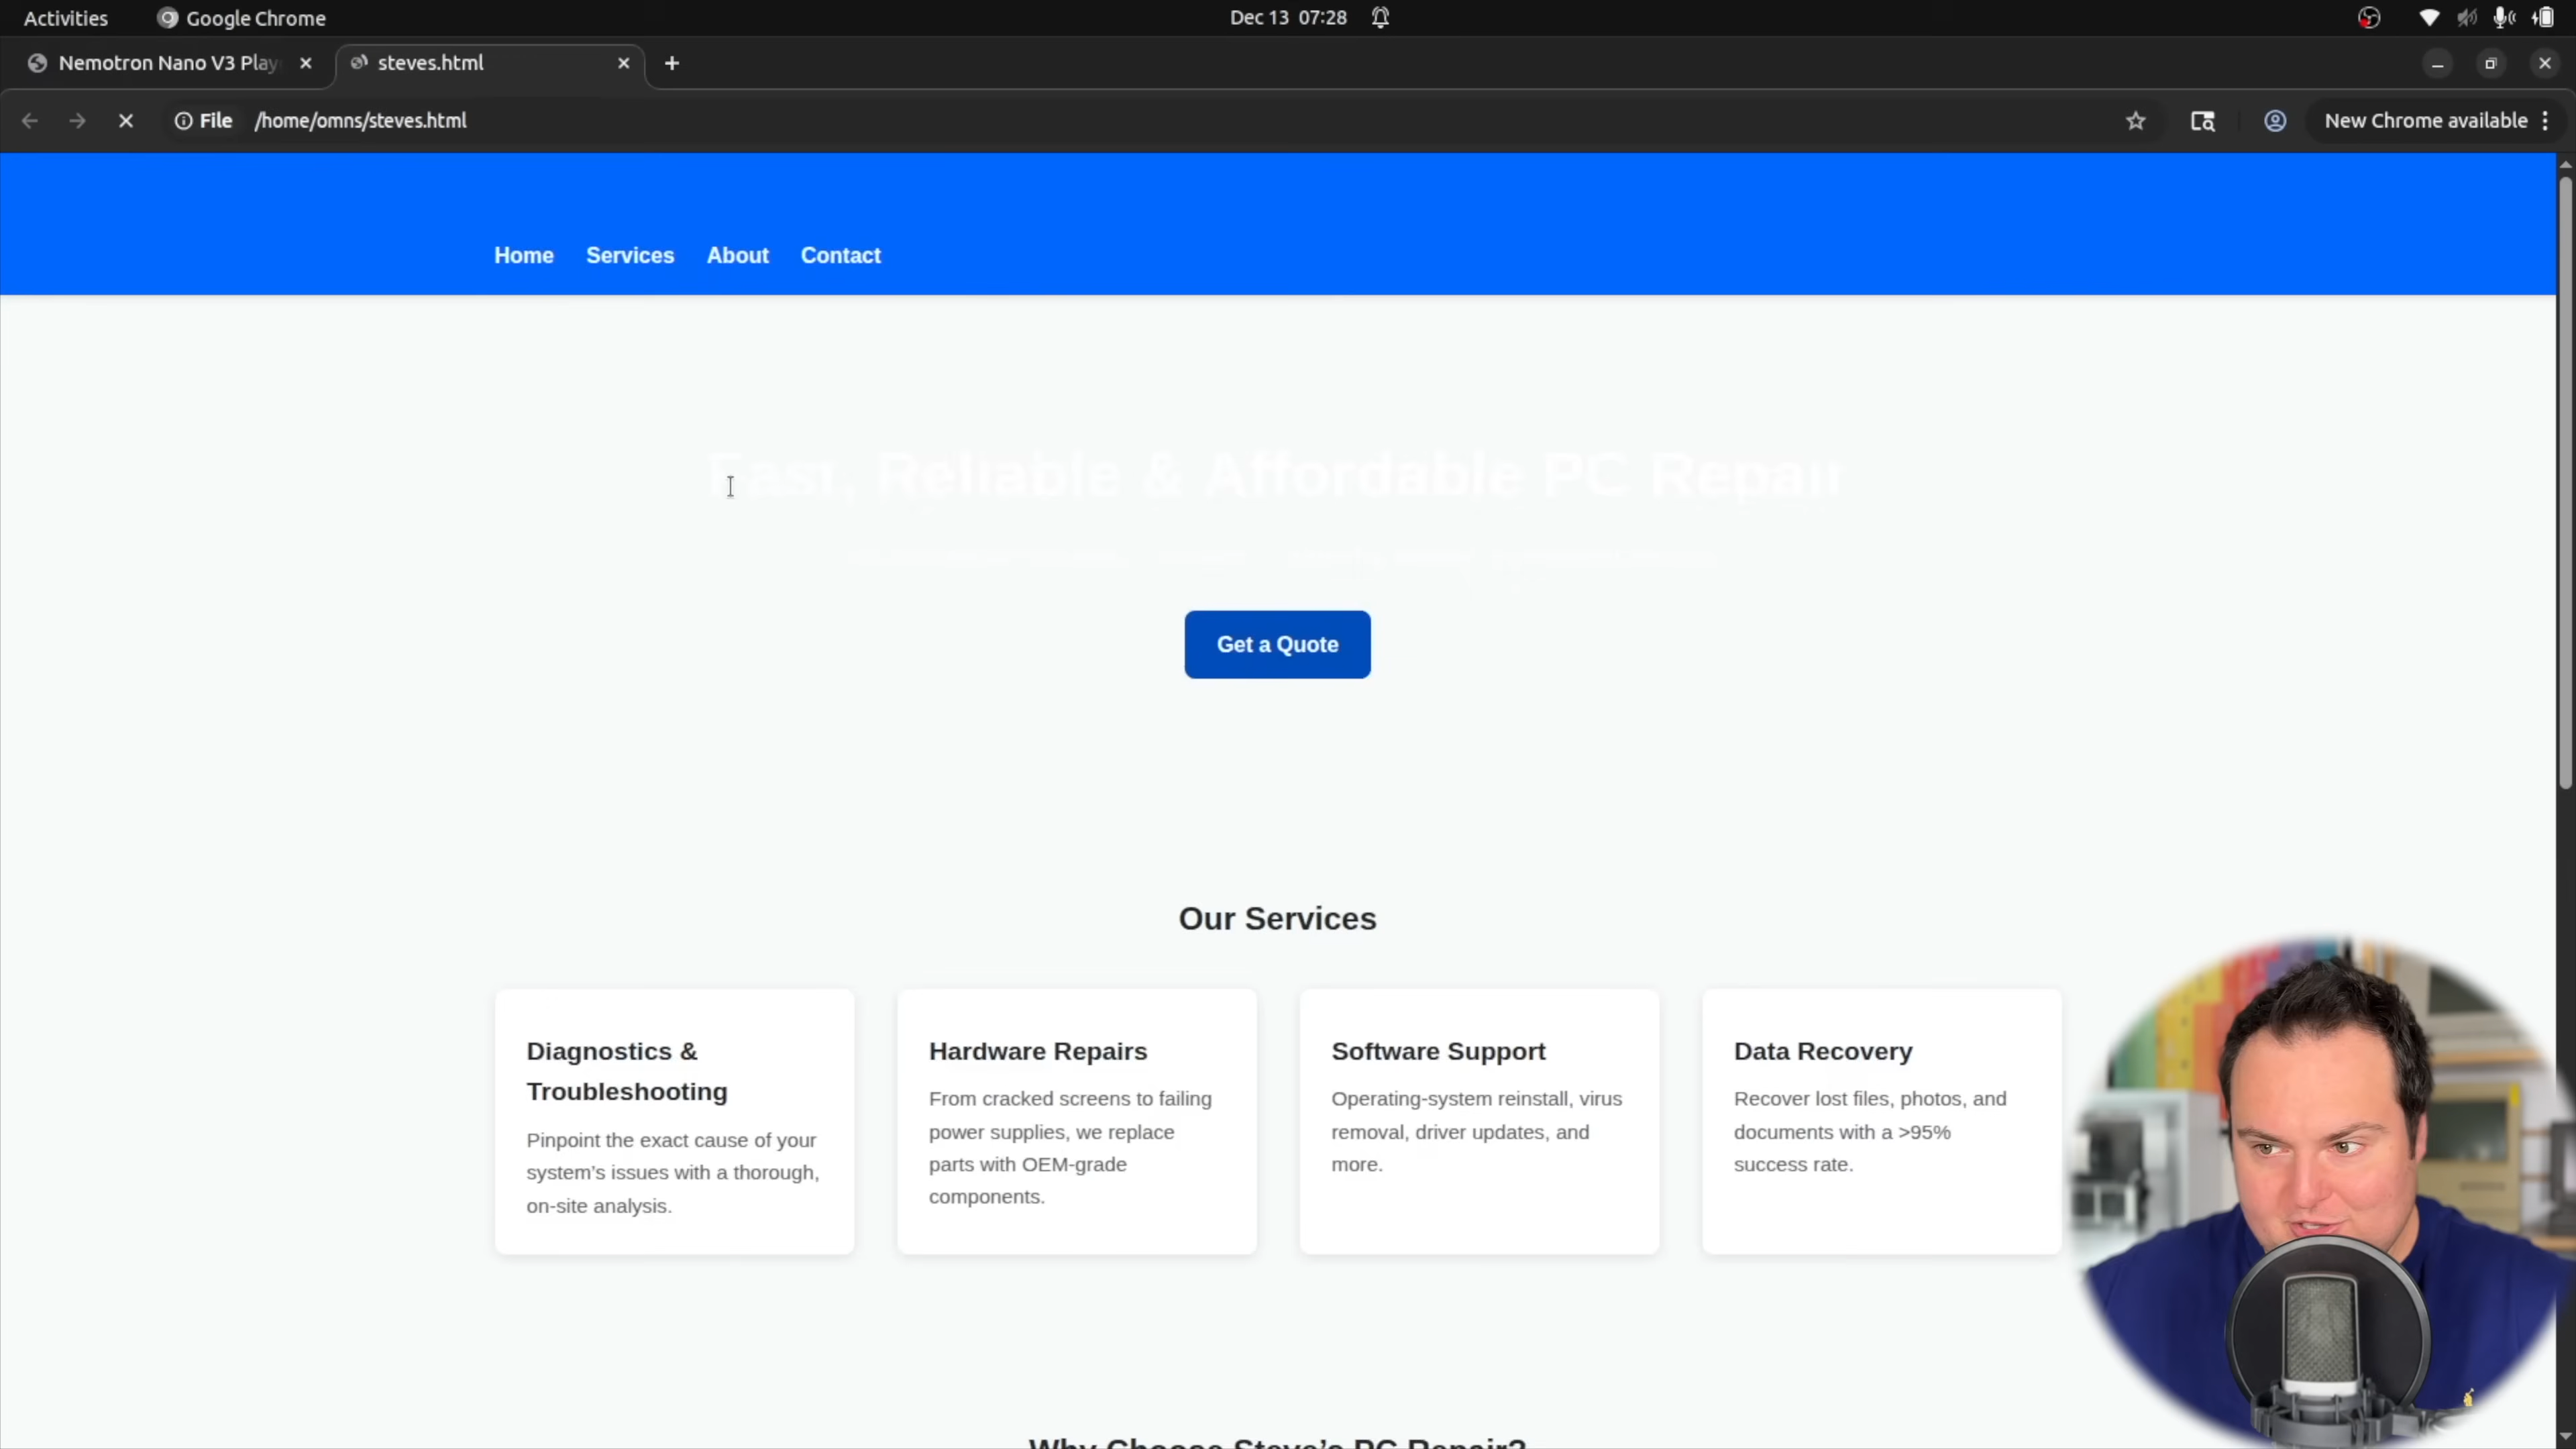 Activities
Google Chrome
Dec 13 07:28
Nemotron Nano V3 Play
steves.html
File
/home/omns/steves.html
New Chrome available
Home
Services
About
Contact
Fast, Reliable & Affordable PC Repair
Get a Quote
Our Services
Diagnostics &
Troubleshooting
Pinpoint the exact cause of your
system's issues with a thorough,
on-site analysis.
Hardware Repairs
From cracked screens to failing
power supplies, we replace
parts with OEM-grade
components.
Software Support
Operating-system reinstall, virus
removal, driver updates, and
more.
Data Recovery
Recover lost files, photos, and
documents with a >95%
success rate.
Why Choose Steve's PC Repair?